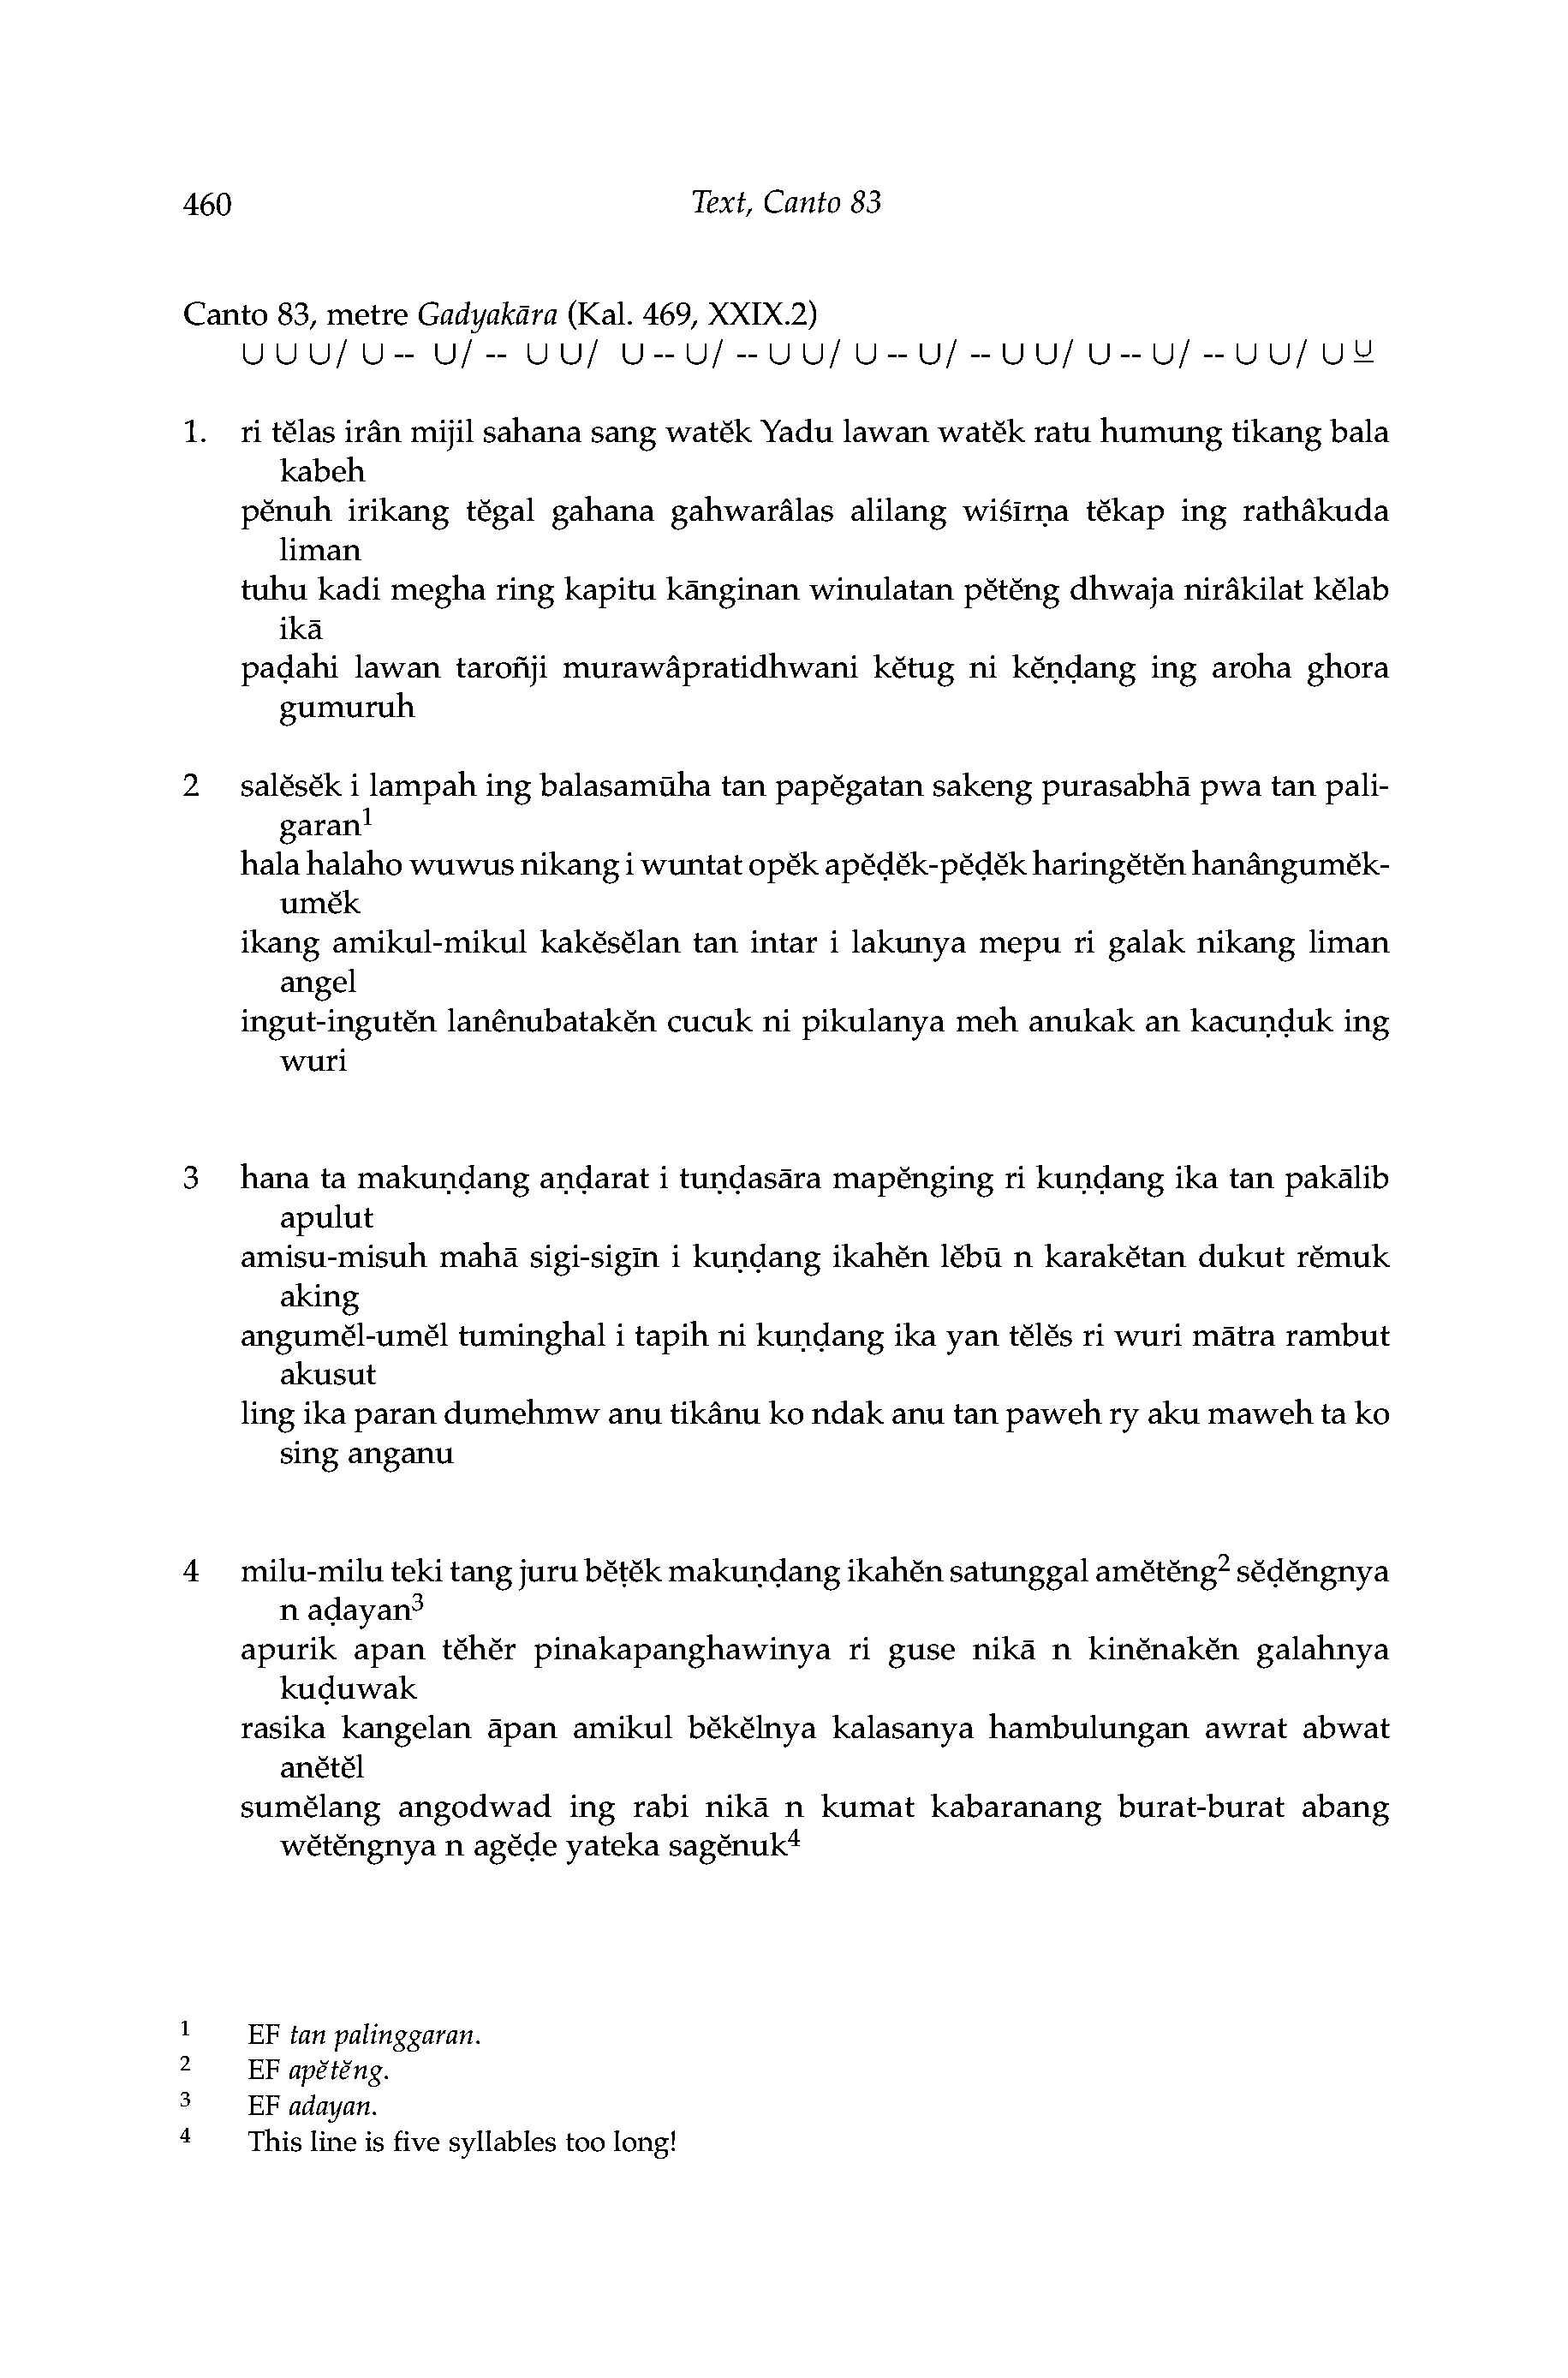 460 Text, Canto 83
Canto 83, metre Gadyakāra (Kal. 469, XXIX.2)
∪ ∪ ∪/ ∪ -- ∪/ -- ∪ ∪/ ∪ -- ∪/ -- ∪ ∪/ ∪ -- ∪/ -- ∪ ∪/ ∪ -- ∪/ -- ∪ ∪/ ∪ ∪̲
1. ri tĕlas irân mijil sahana sang watĕk Yadu lawan watĕk ratu humung tikang bala
kabeh
pĕnuh irikang tĕgal gahana gahwarâlas alilang wiśīrṇa tĕkap ing rathâkuda
liman
tuhu kadi megha ring kapitu kānginan winulatan pĕtĕng dhwaja nirâkilat kĕlab
ikā
paḍahi lawan taroñji murawâpratidhwani kĕtug ni kĕṇḍang ing aroha ghora
gumuruh
2 salĕsĕk i lampah ing balasamūha tan papĕgatan sakeng purasabhā pwa tan pali-
garan¹
hala halaho wuwus nikang i wuntat opĕk apĕḍĕk-pĕḍĕk haringĕtĕn hanângumĕk-
umĕk
ikang amikul-mikul kakĕsĕlan tan intar i lakunya mepu ri galak nikang liman
angel
ingut-ingutĕn lanênubatakĕn cucuk ni pikulanya meh anukak an kacuṇḍuk ing
wuri
3 hana ta makuṇḍang aṇḍarat i tuṇḍasāra mapĕnging ri kuṇḍang ika tan pakālib
apulut
amisu-misuh mahā sigi-sigīn i kuṇḍang ikahĕn lĕbū n karakĕtan dukut rĕmuk
aking
angumĕl-umĕl tuminghal i tapih ni kuṇḍang ika yan tĕlĕs ri wuri mātra rambut
akusut
ling ika paran dumehmw anu tikânu ko ndak anu tan paweh ry aku maweh ta ko
sing anganu
4 milu-milu teki tang juru bĕṭĕk makuṇḍang ikahĕn satunggal amĕtĕng² sĕḍĕngnya
n aḍayan³
apurik apan tĕhĕr pinakapanghawinya ri guse nikā n kinĕnakĕn galahnya
kuḍuwak
rasika kangelan āpan amikul bĕkĕlnya kalasanya hambulungan awrat abwat
anĕtĕl
sumĕlang angodwad ing rabi nikā n kumat kabaranang burat-burat abang
wĕtĕngnya n agĕḍe yateka sagĕnuk⁴
1 EF tan palinggaran.
2 EF apĕtĕng.
3 EF adayan.
4 This line is five syllables too long!